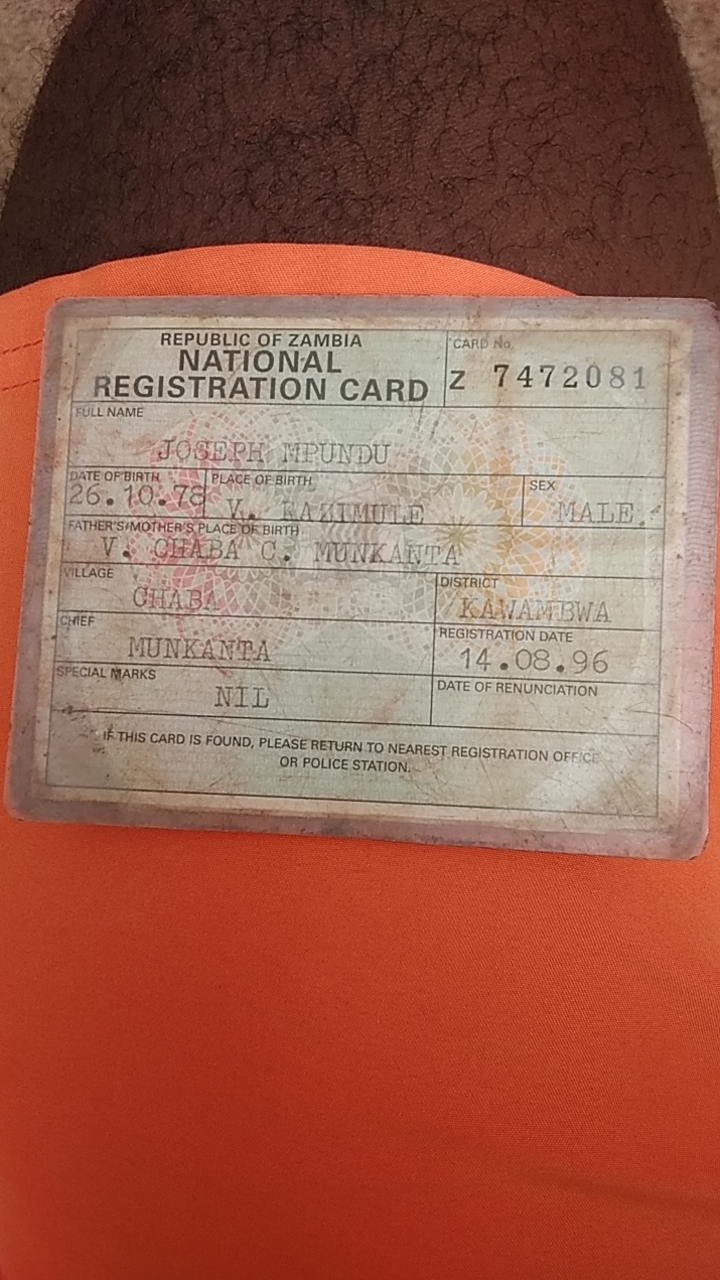 REPUBLIC OF ZAMBIA
NATIONAL
REGISTRATION CARD
CARD No.
Z 7472081
FULL NAME
JOSEPH MPUNDU
DATE OF BIRTH
26.10.78
PLACE OF BIRTH
V. KAZIMULE
SEX
MALE.
FATHER'S/MOTHER'S PLACE OF BIRTH
V. CHABA C. MUNKANTA
VILLAGE
CHABA
DISTRICT
KAWAMBWA
CHIEF
MUNKANTA
REGISTRATION DATE
14.08.96
SPECIAL MARKS
NIL
DATE OF RENUNCIATION
IF THIS CARD IS FOUND, PLEASE RETURN TO NEAREST REGISTRATION OFFICE
OR POLICE STATION.